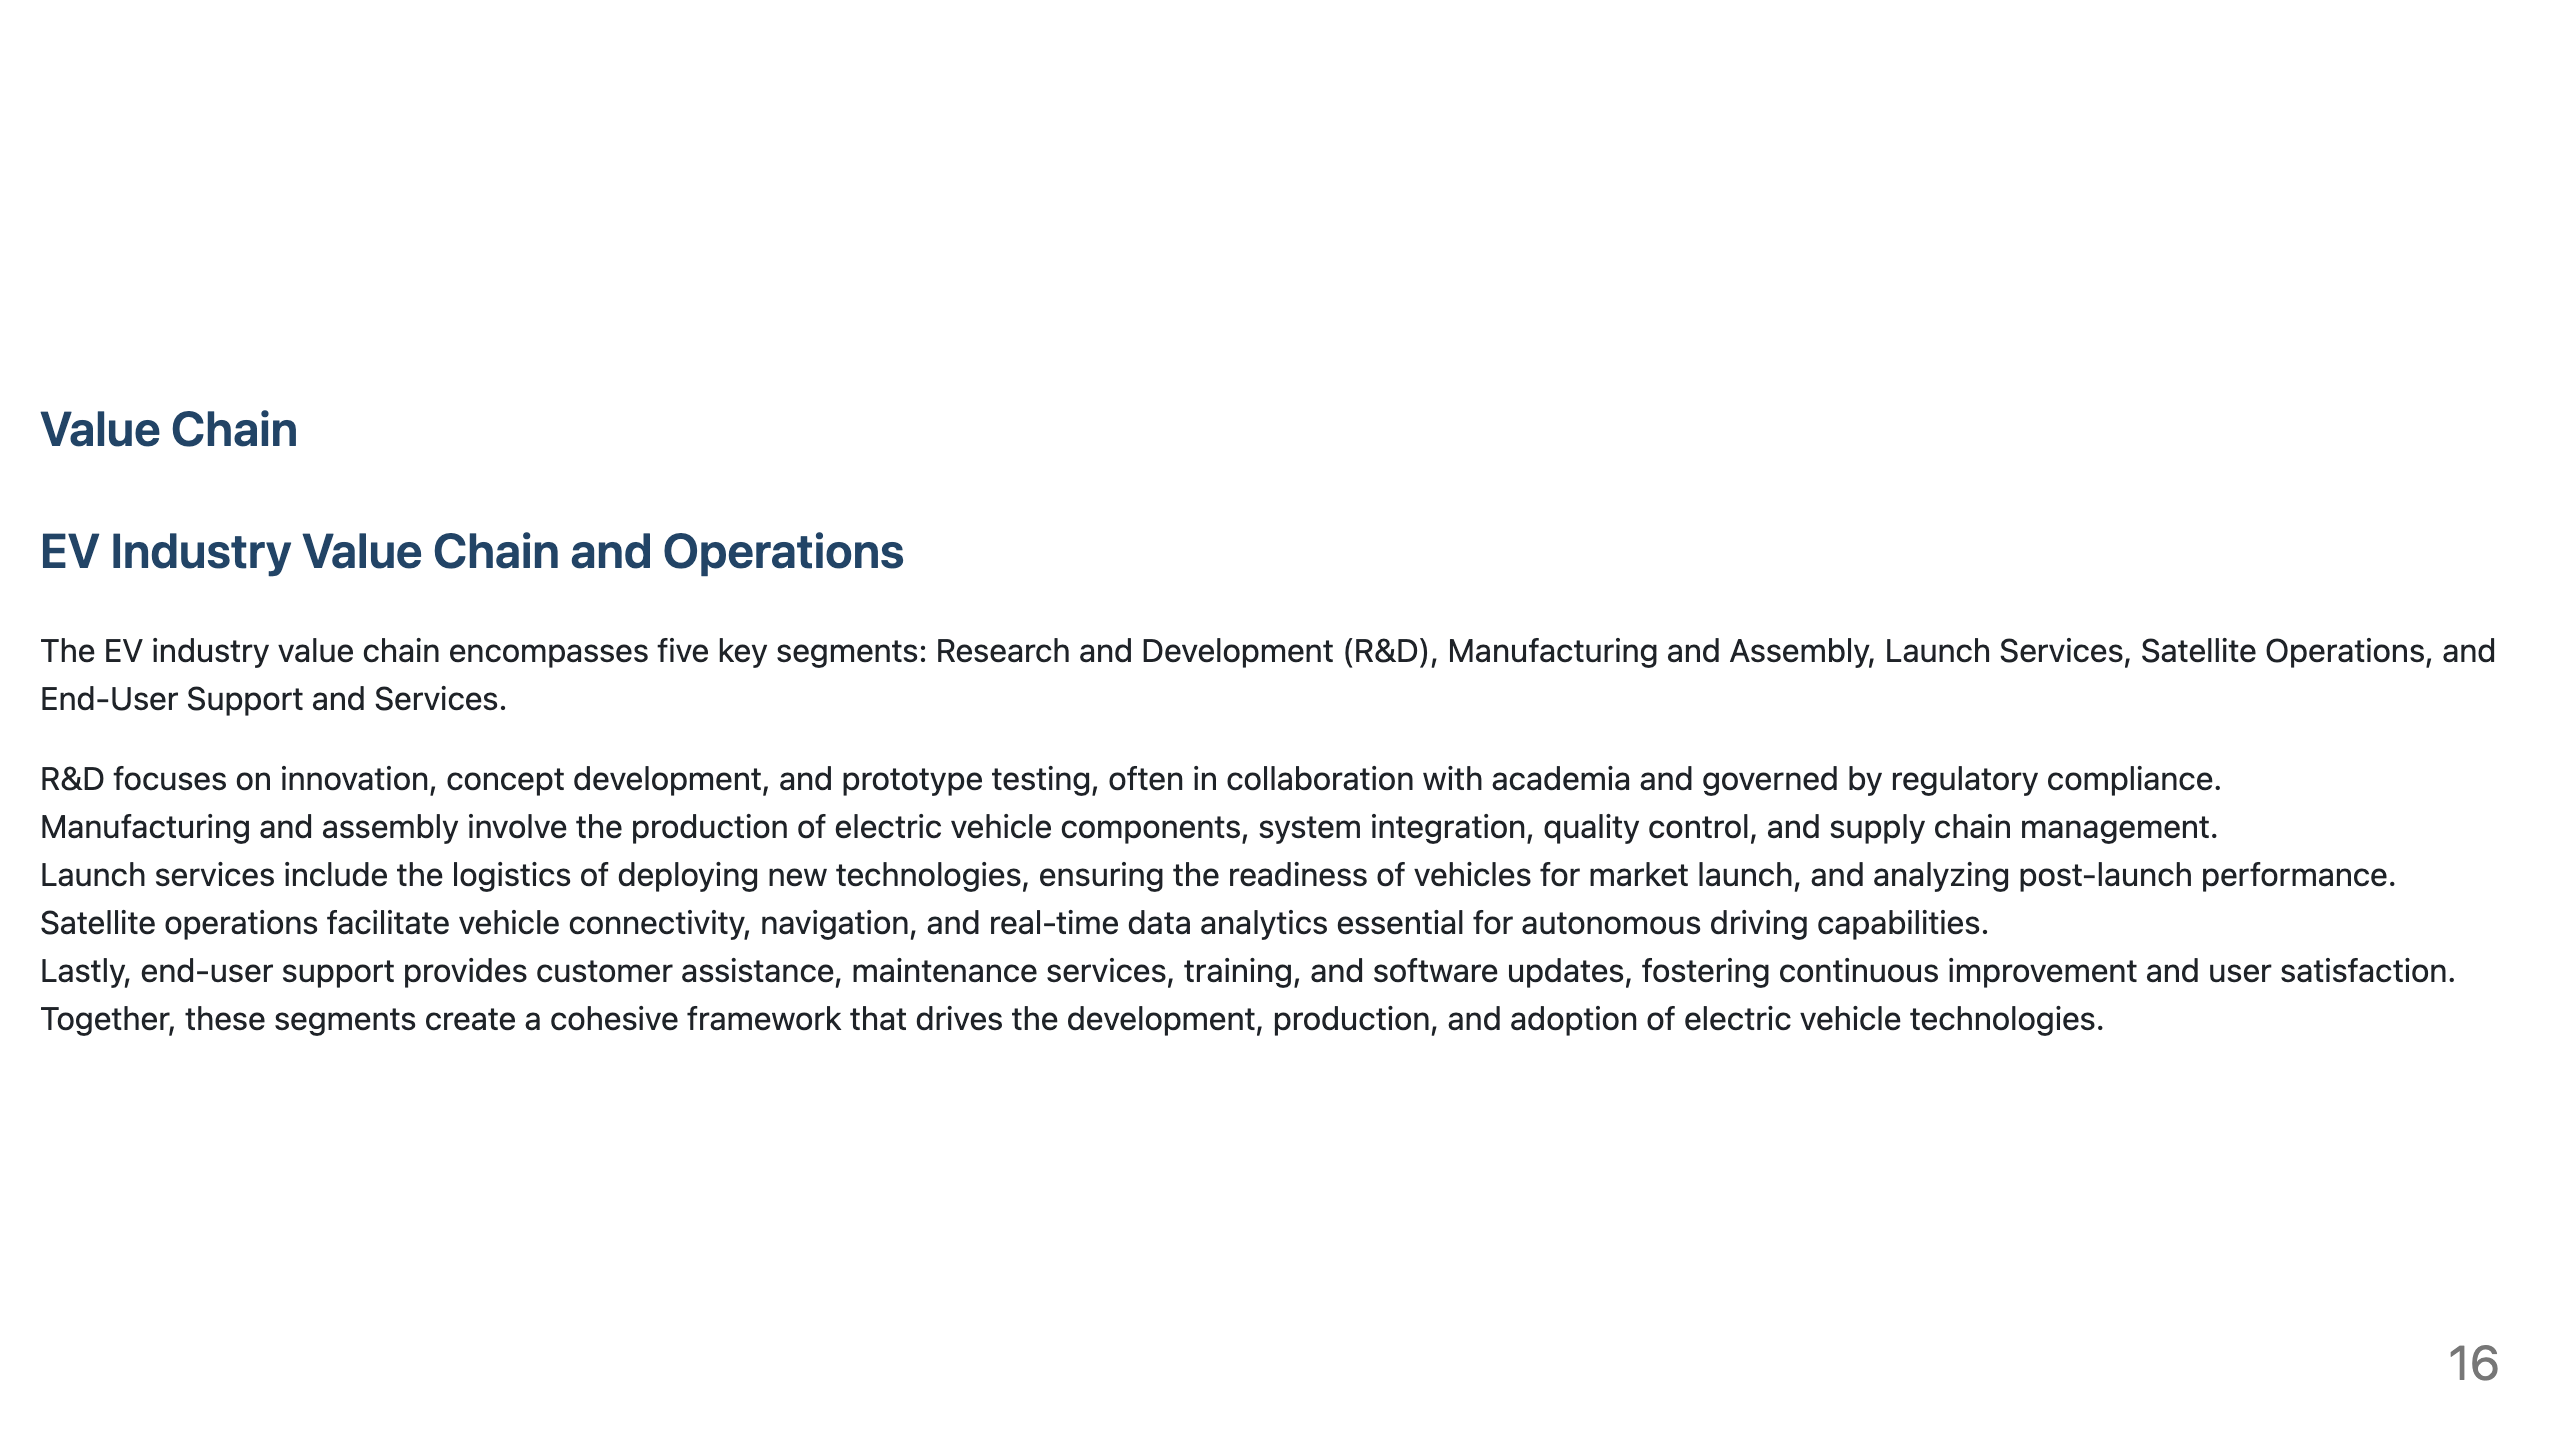 Value Chain
EV Industry Value Chain and Operations
The EV industry value chain encompasses five key segments: Research and Development (R&D), Manufacturing and Assembly, Launch Services, Satellite Operations, and
End-User Support and Services.
R&D focuses on innovation, concept development, and prototype testing, often in collaboration with academia and governed by regulatory compliance.
Manufacturing and assembly involve the production of electric vehicle components, system integration, quality control, and supply chain management.
Launch services include the logistics of deploying new technologies, ensuring the readiness of vehicles for market launch, and analyzing post-launch performance.
Satellite operations facilitate vehicle connectivity, navigation, and real-time data analytics essential for autonomous driving capabilities.
Lastly, end-user support provides customer assistance, maintenance services, training, and software updates, fostering continuous improvement and user satisfaction.
Together, these segments create a cohesive framework that drives the development, production, and adoption of electric vehicle technologies.
16